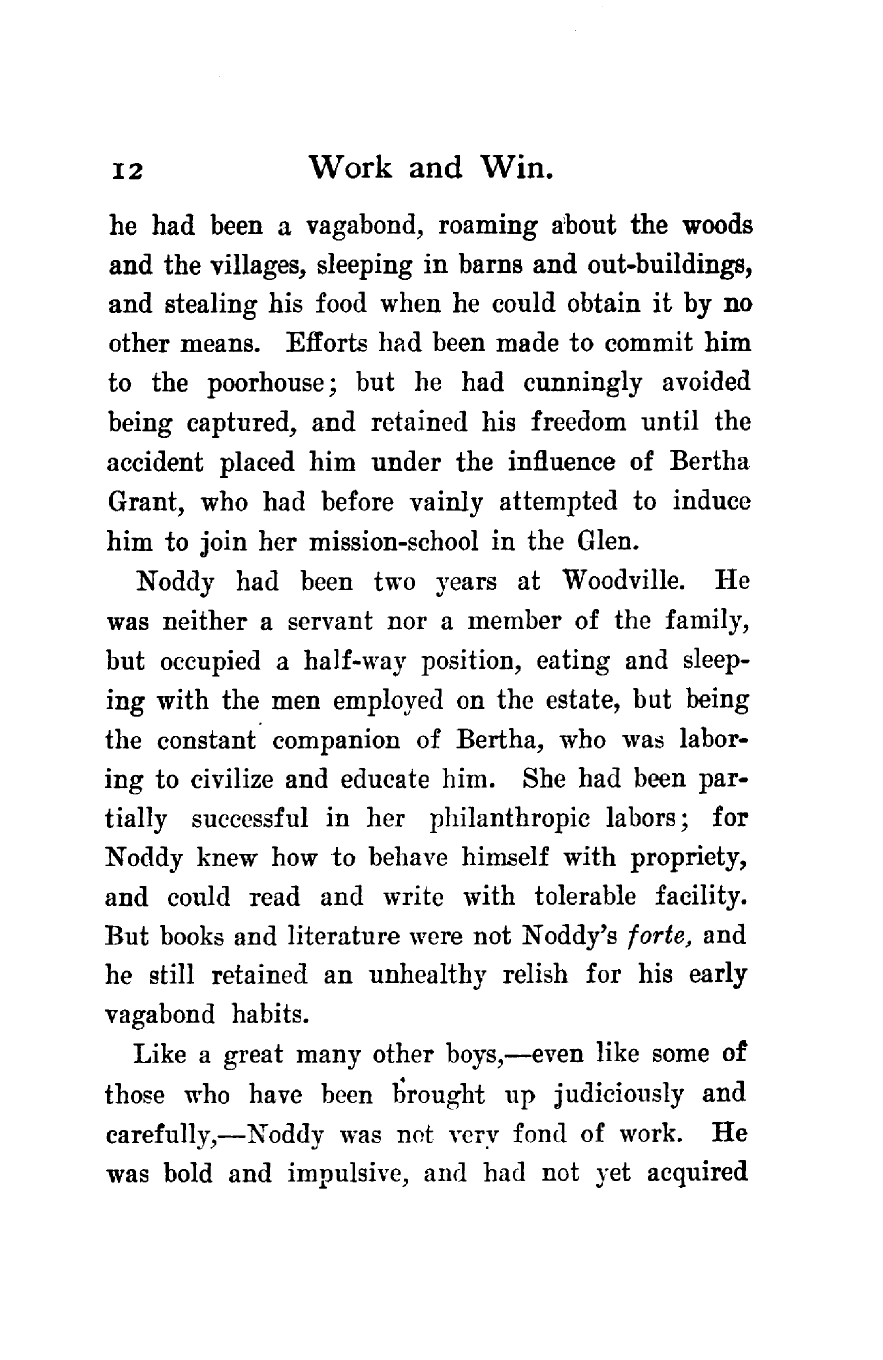 12 Work and Win.
he had been a vagabond, roaming about the woods
and the villages, sleeping in barns and out-buildings,
and stealing his food when he could obtain it by no
other means. Efforts had been made to commit him
to the poorhouse; but he had cunningly avoided
being captured, and retained his freedom until the
accident placed him under the influence of Bertha
Grant, who had before vainly attempted to induce
him to join her mission-school in the Glen.
Noddy had been two years at Woodville. He
was neither a servant nor a member of the family,
but occupied a half-way position, eating and sleep-
ing with the men employed on the estate, but being
the constant companion of Bertha, who was labor-
ing to civilize and educate him. She had been par-
tially successful in her philanthropic labors; for
Noddy knew how to behave himself with propriety,
and could read and write with tolerable facility.
But books and literature were not Noddy's forte, and
he still retained an unhealthy relish for his early
vagabond habits.
Like a great many other boys,—even like some of
those who have been brought up judiciously and
carefully,—Noddy was not very fond of work. He
was bold and impulsive, and had not yet acquired